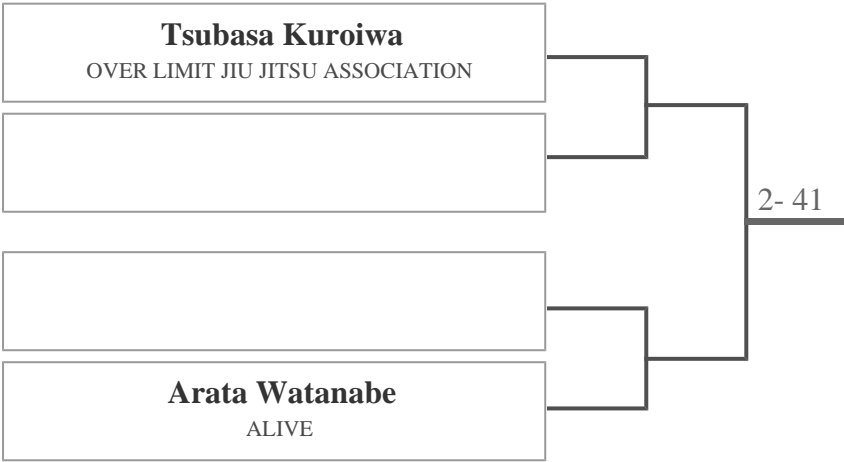 Tsubasa Kuroiwa
OVER LIMIT JIU JITSU ASSOCIATION
2- 41
Arata Watanabe
ALIVE